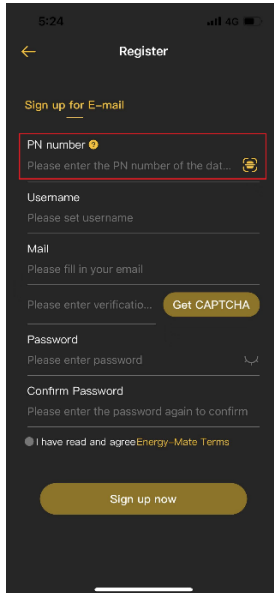 5:24
4G
Register
Sign up for E-mail
PN number ?
Please enter the PN number of the dat...
Username
Please set username
Mail
Please fill in your email
Please enter verificatio...
Get CAPTCHA
Password
Please enter password
Confirm Password
Please enter the password again to confirm
I have read and agreeEnergy-Mate Terms
Sign up now